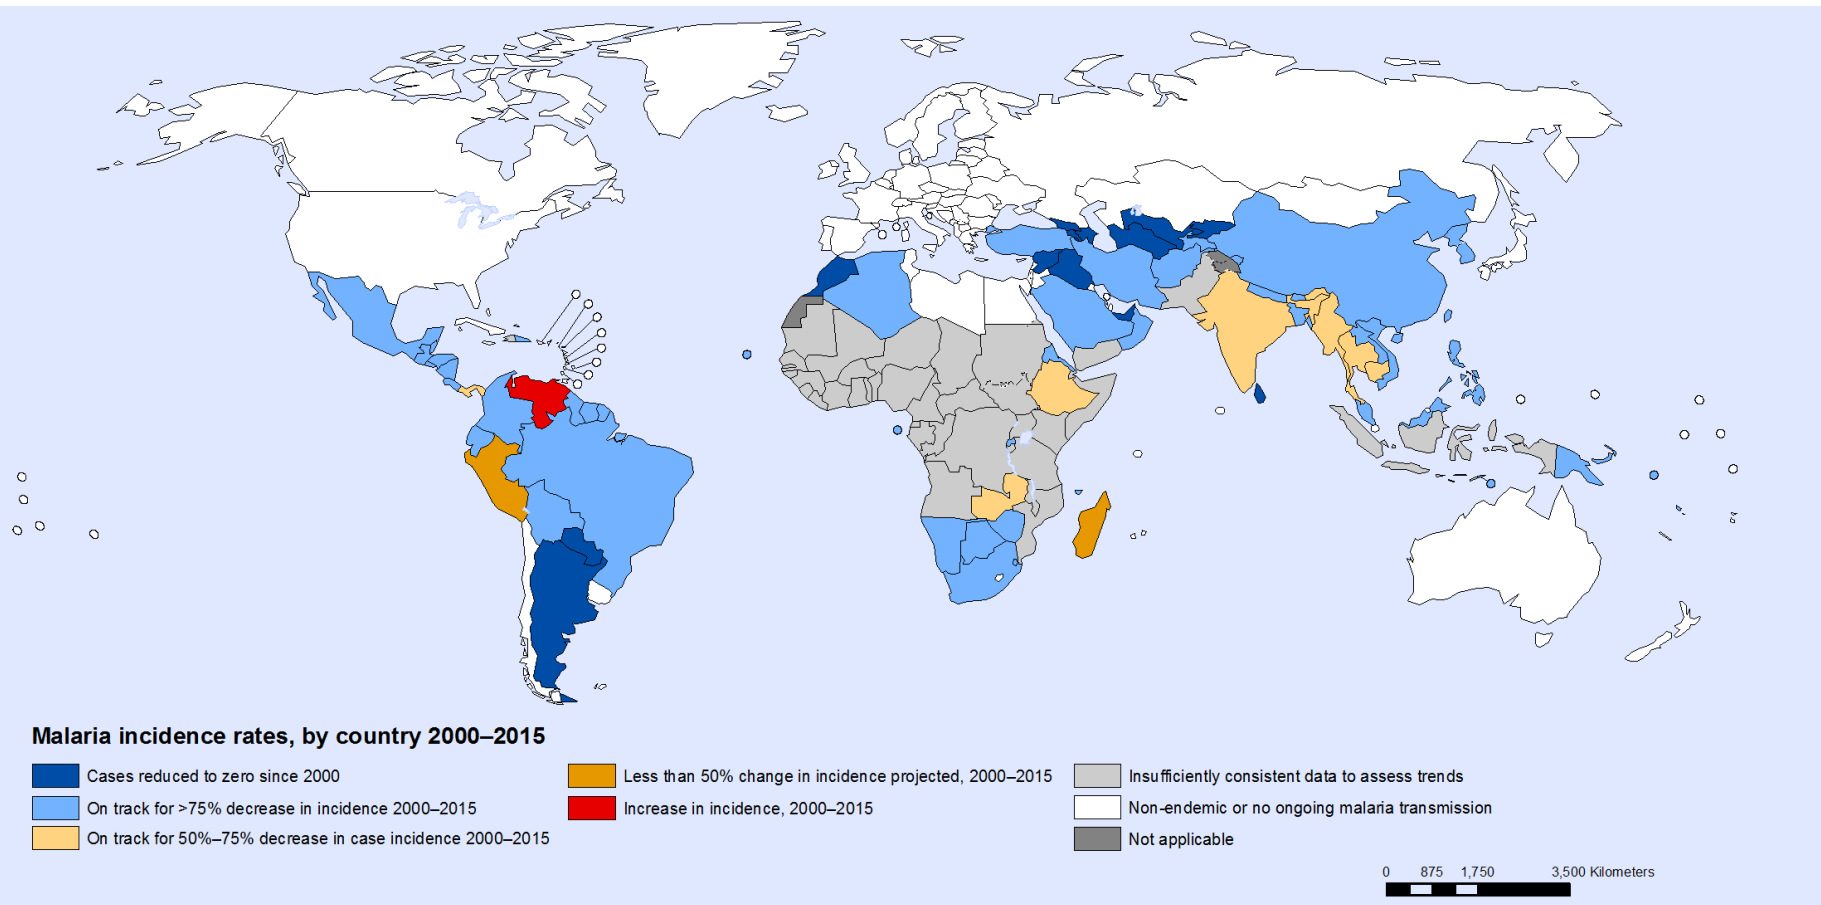 Malaria incidence rates, by country 2000–2015
Cases reduced to zero since 2000
On track for >75% decrease in incidence 2000–2015
On track for 50%–75% decrease in case incidence 2000–2015
Less than 50% change in incidence projected, 2000–2015
Increase in incidence, 2000–2015
Insufficiently consistent data to assess trends
Non-endemic or no ongoing malaria transmission
Not applicable
0 875 1,750 3,500 Kilometers